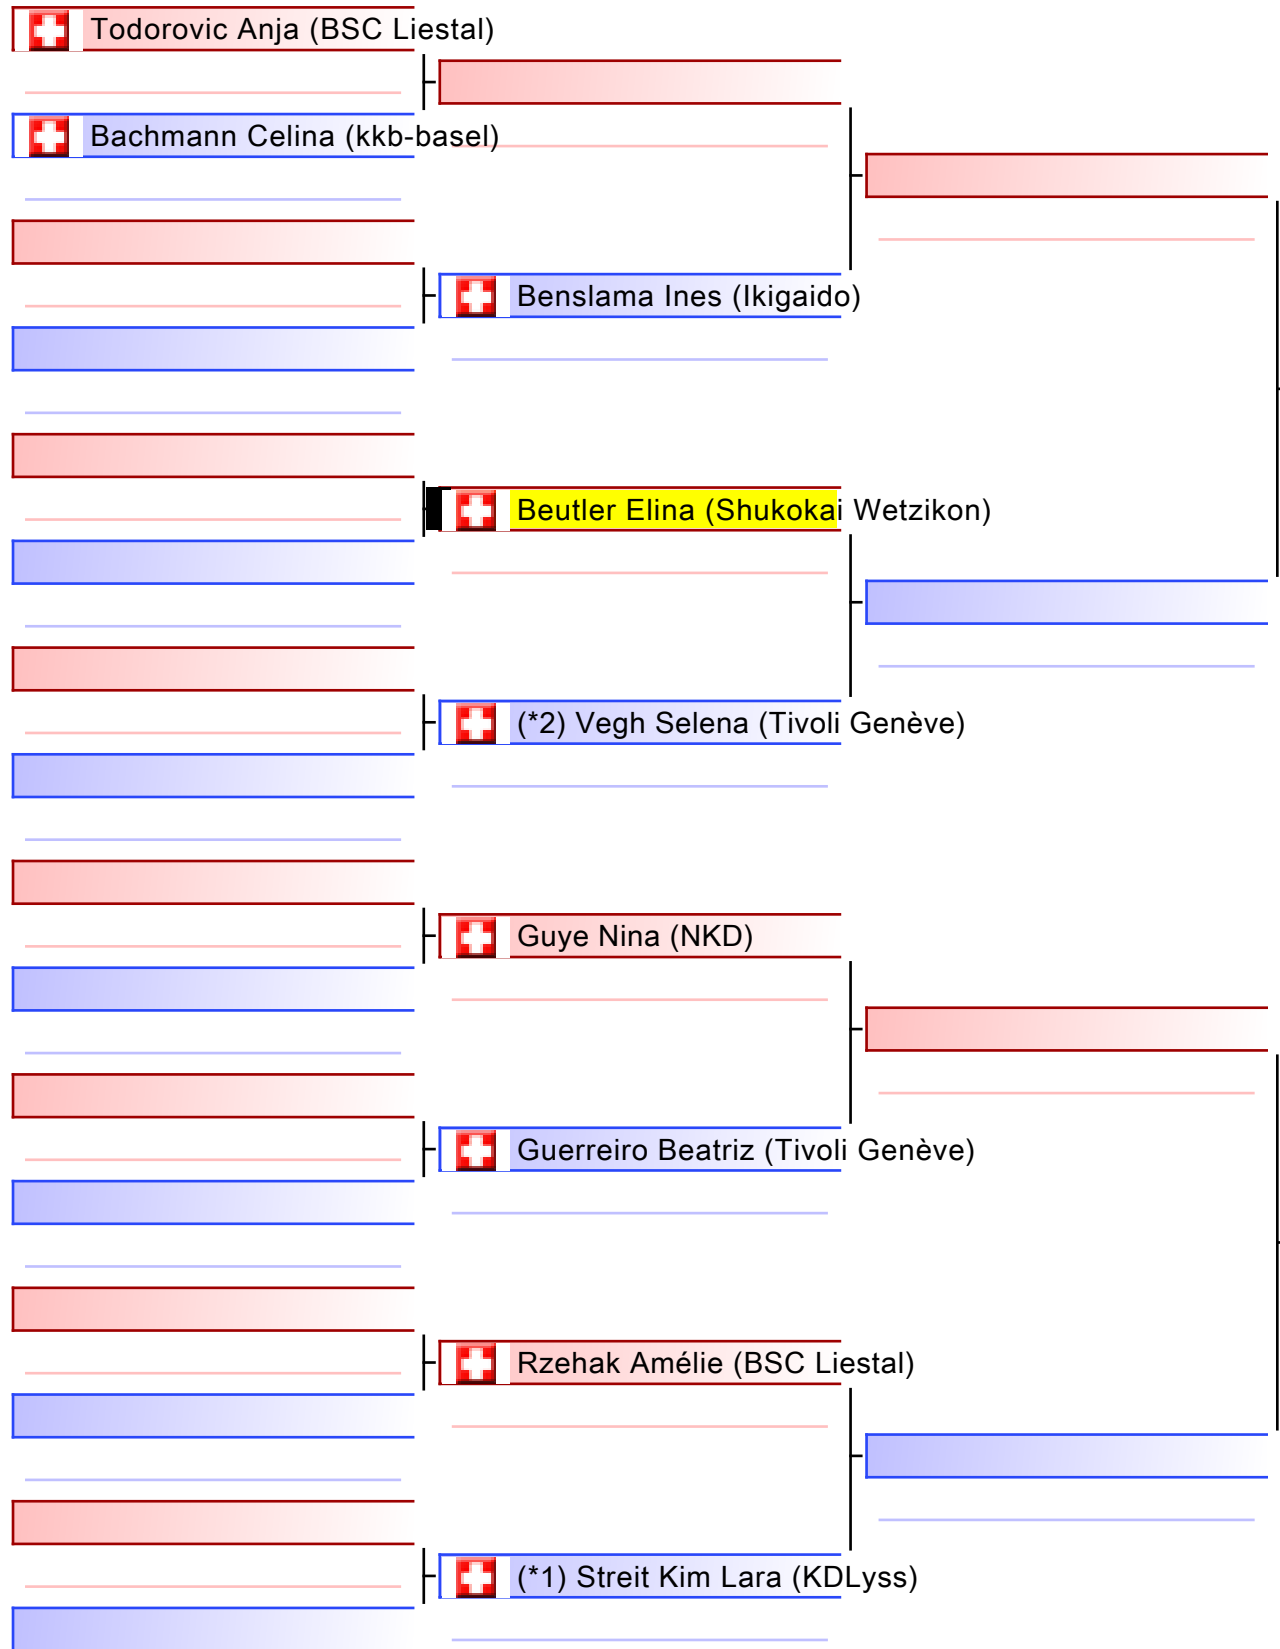 Todorovic Anja (BSC Liestal)
Bachmann Celina (kkb-basel)
Benslama Ines (Ikigaido)
Beutler Elina (Shukokai Wetzikon)
(*2) Vegh Selena (Tivoli Genève)
Guye Nina (NKD)
Guerreiro Beatriz (Tivoli Genève)
Rzehak Amélie (BSC Liestal)
(*1) Streit Kim Lara (KDLyss)